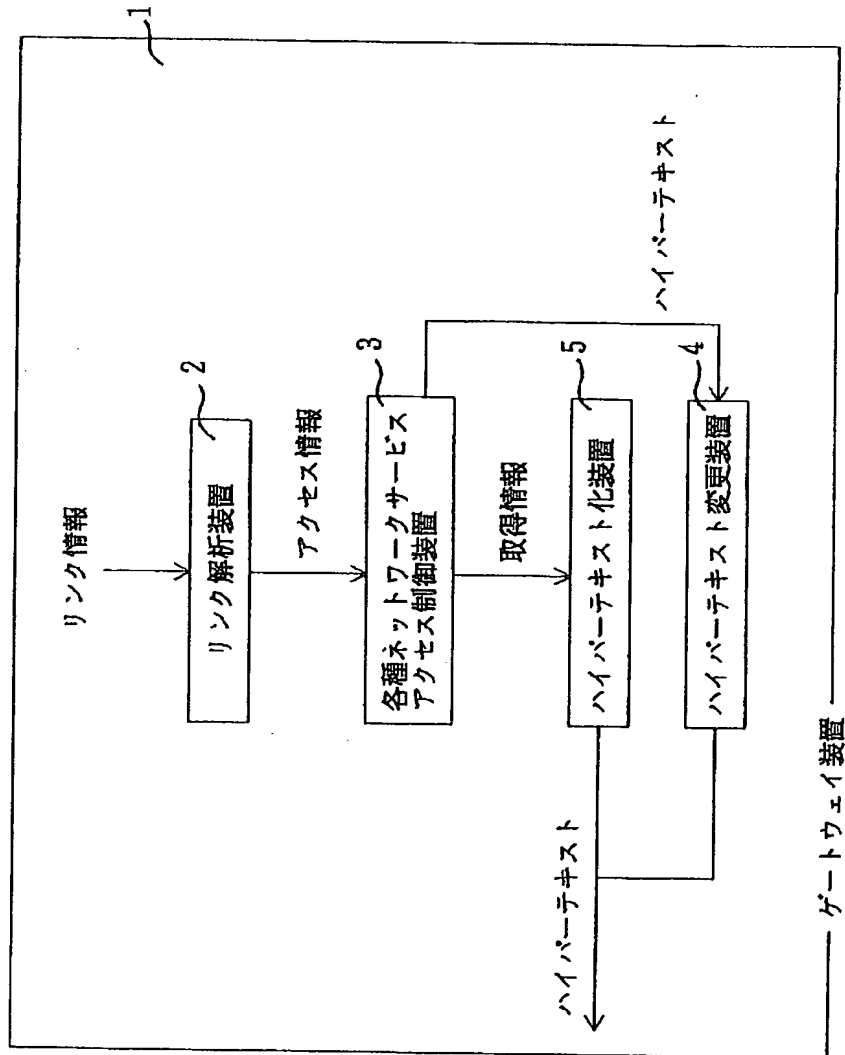 1
リンク情報
2
リンク解析装置
アクセス情報
3
各種ネットワークサービス
アクセス制御装置
取得情報
ハイパーテキスト
5
ハイパーテキスト化装置
4
ハイパーテキスト変更装置
ハイパーテキスト
ゲートウェイ装置